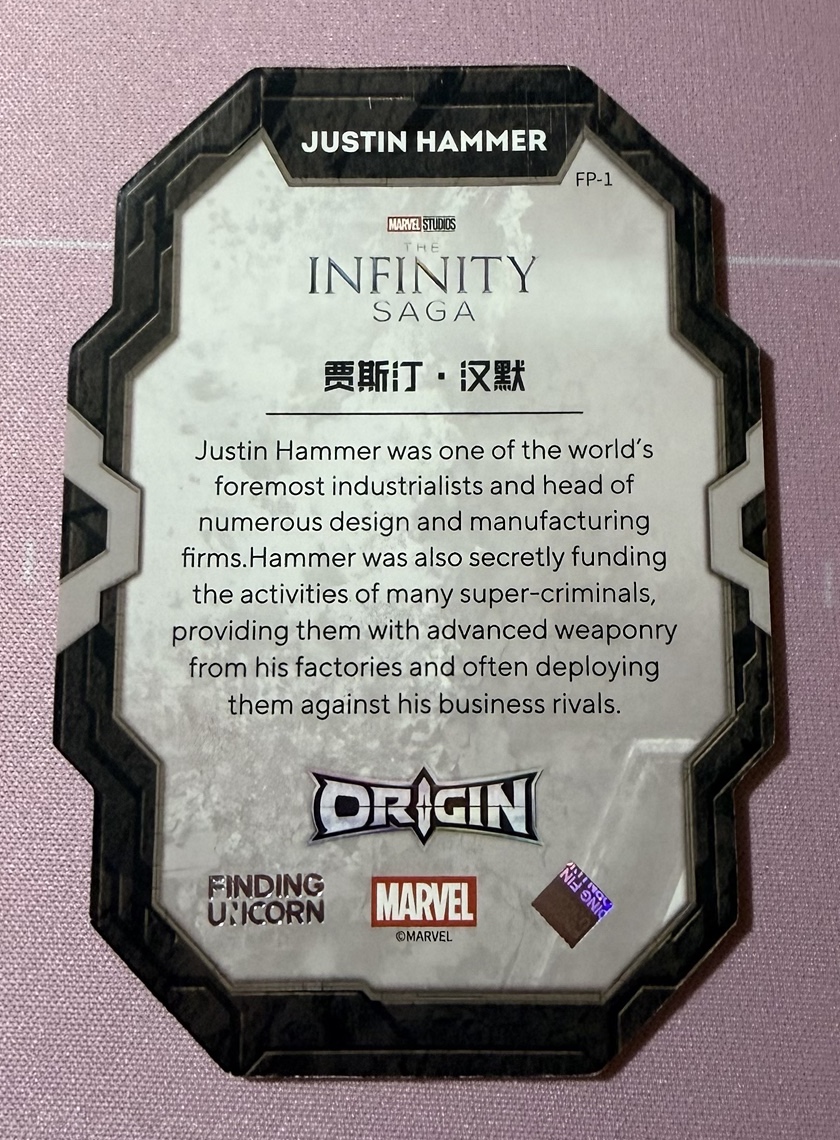 JUSTIN HAMMER
FP-1
MARVEL STUDIOS
THE
INFINITY
SAGA
贾斯汀·汉默
Justin Hammer was one of the world's
foremost industrialists and head of
numerous design and manufacturing
firms.Hammer was also secretly funding
the activities of many super-criminals,
providing them with advanced weaponry
from his factories and often deploying
them against his business rivals.
ORIGIN
FINDING
UNICORN
MARVEL
©MARVEL